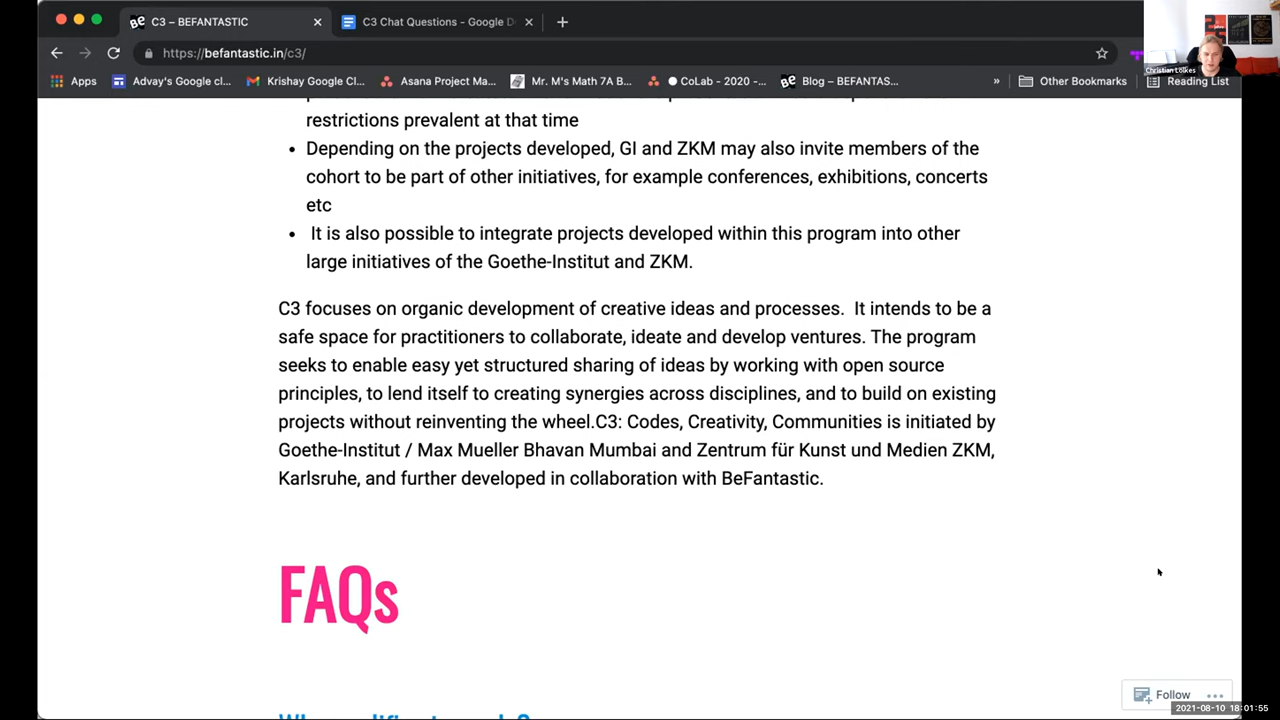 C3 – BEFANTASTIC
C3 Chat Questions - Google D
https://befantastic.in/c3/
Christian Lölkes
Apps
Advay's Google cl...
Krishay Google Cl...
Asana
Mr. M's Math 7A B...
CoLab - 2020 -...
Blog – BEFANTAS...
»
Other Bookmarks
Reading List
restrictions prevalent at that time
• Depending on the projects developed, GI and ZKM may also invite members of the
cohort to be part of other initiatives, for example conferences, exhibitions, concerts
etc
• It is also possible to integrate projects developed within this program into other
large initiatives of the Goethe-Institut and ZKM.
C3 focuses on organic development of creative ideas and processes. It intends to be a
safe space for practitioners to collaborate, ideate and develop ventures. The program
seeks to enable easy yet structured sharing of ideas by working with open source
principles, to lend itself to creating synergies across disciplines, and to build on existing
projects without reinventing the wheel.C3: Codes, Creativity, Communities is initiated by
Goethe-Institut / Max Mueller Bhavan Mumbai and Zentrum für Kunst und Medien ZKM,
Karlsruhe, and further developed in collaboration with BeFantastic.
FAQs
Follow
2021-08-10 18:01:55